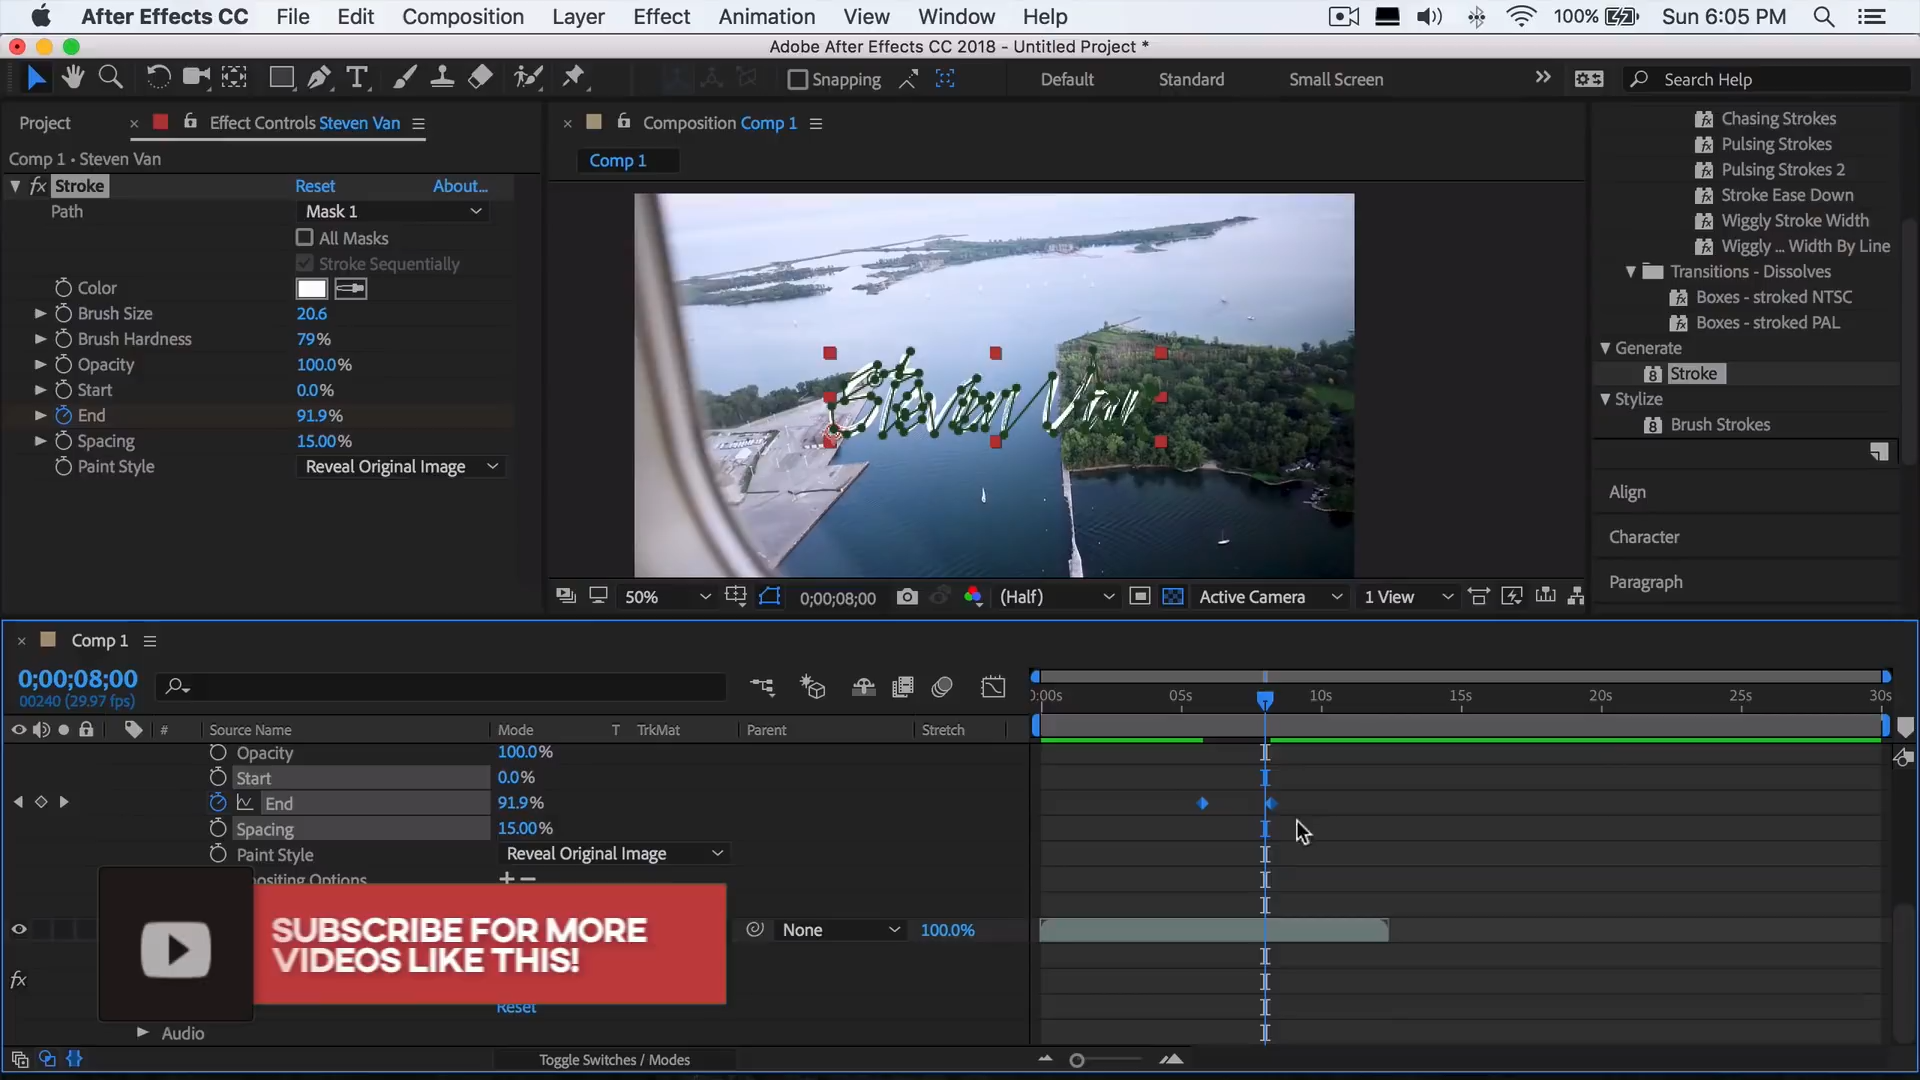 After Effects CC File Edit Composition Layer Effect Animation View Window Help 100% Sun 6:05 PM
Adobe After Effects CC 2018 - Untitled Project *
Snapping Default Standard Small Screen Search Help
Project Effect Controls Steven Van Composition Comp 1
Comp 1 • Steven Van
Comp 1
fx Stroke Reset About...
Path Mask 1
All Masks
Stroke Sequentially
Color
Brush Size 20.6
Brush Hardness 79%
Opacity 100.0%
Start 0.0%
End 91.9%
Spacing 15.00%
Paint Style Reveal Original Image
Steven Van
50% 0;00;08;00 (Half) Active Camera 1 View
Chasing Strokes
Pulsing Strokes
Pulsing Strokes 2
Stroke Ease Down
Wiggly Stroke Width
Wiggly ... Width By Line
Transitions - Dissolves
Boxes - stroked NTSC
Boxes - stroked PAL
Generate
Stroke
Stylize
Brush Strokes
Align
Character
Paragraph
Comp 1
0;00;08;00
00240 (29.97 fps)
):00s 05s 10s 15s 20s 25s 30s
# Source Name Mode T TrkMat Parent Stretch
Opacity 100.0%
Start 0.0%
End 91.9%
Spacing 15.00%
Paint Style Reveal Original Image
ositing Options + −
None 100.0%
SUBSCRIBE FOR MORE
VIDEOS LIKE THIS!
fx
Reset
Audio
Toggle Switches / Modes